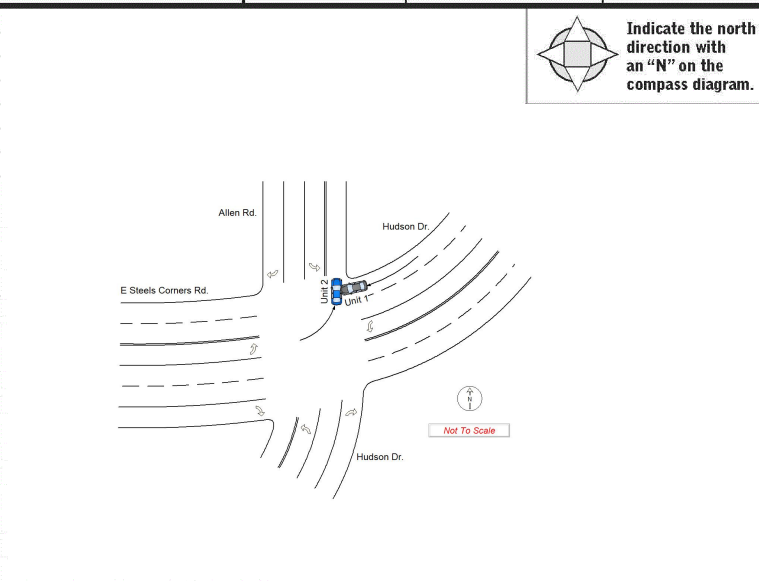 Indicate the north
direction with
an “N” on the
compass diagram.
Allen Rd.
Hudson Dr.
E Steels Corners Rd.
Unit 2
Unit 1
N
Not To Scale
Hudson Dr.